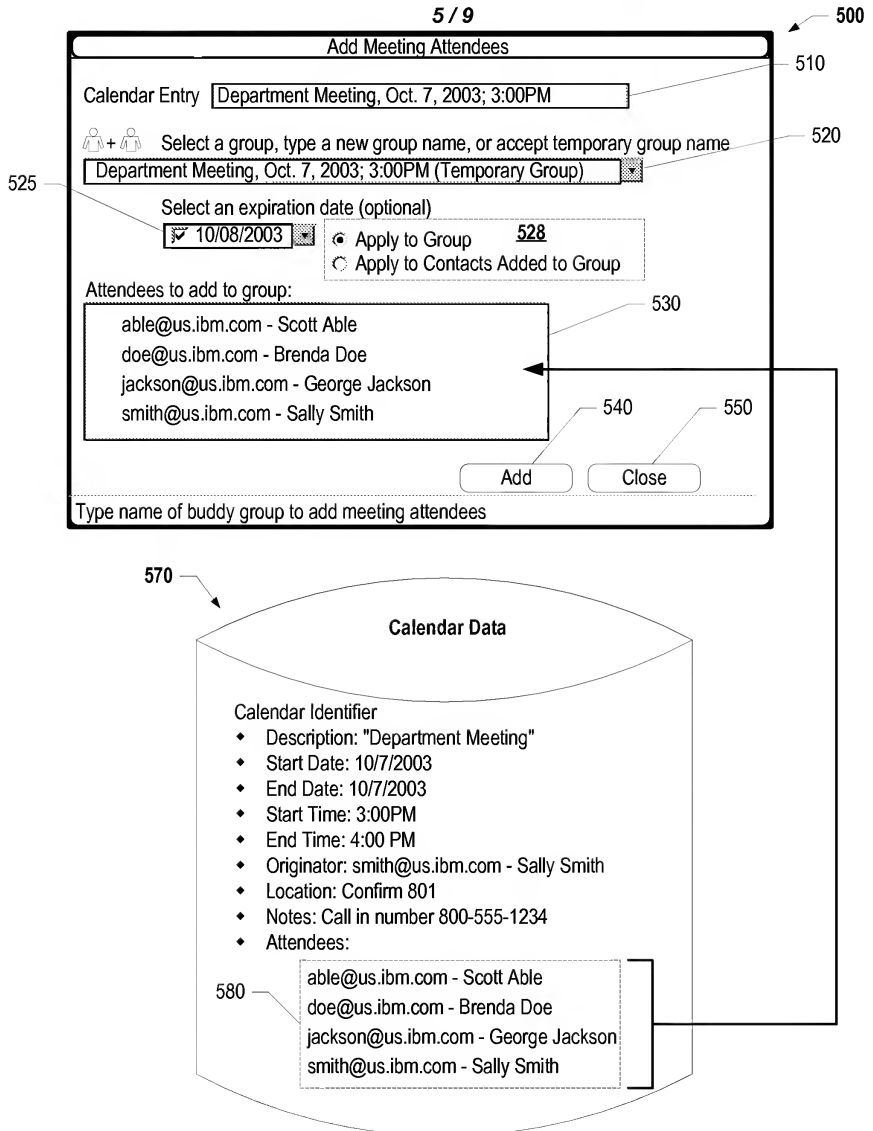 5 / 9
500
Add Meeting Attendees
510
Calendar Entry Department Meeting, Oct. 7, 2003; 3:00PM
+ Select a group, type a new group name, or accept temporary group name
520
Department Meeting, Oct. 7, 2003; 3:00PM (Temporary Group)
525
Select an expiration date (optional)
10/08/2003
Apply to Group 528
Apply to Contacts Added to Group
Attendees to add to group:
530
able@us.ibm.com - Scott Able
doe@us.ibm.com - Brenda Doe
jackson@us.ibm.com - George Jackson
smith@us.ibm.com - Sally Smith
540
550
Add Close
Type name of buddy group to add meeting attendees
570
Calendar Data
Calendar Identifier
Description: "Department Meeting"
Start Date: 10/7/2003
End Date: 10/7/2003
Start Time: 3:00PM
End Time: 4:00 PM
Originator: smith@us.ibm.com - Sally Smith
Location: Confirm 801
Notes: Call in number 800-555-1234
Attendees:
580
able@us.ibm.com - Scott Able
doe@us.ibm.com - Brenda Doe
jackson@us.ibm.com - George Jackson
smith@us.ibm.com - Sally Smith